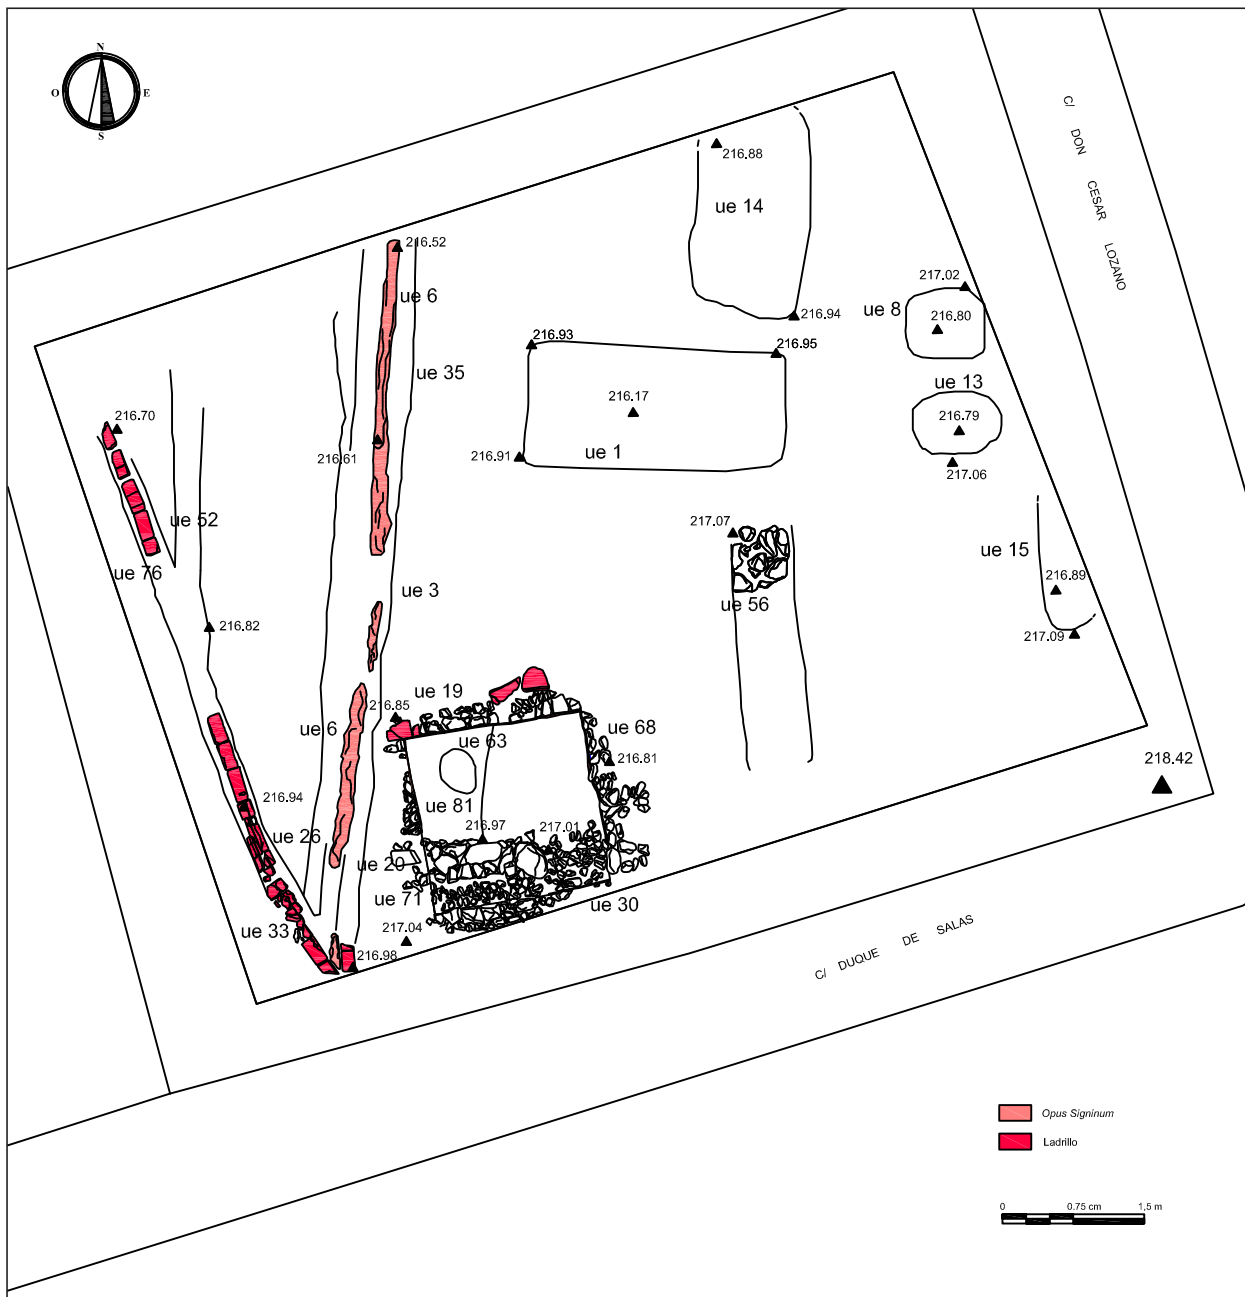 N
O
E
S
C/ DON CESAR LOZANO
216.88
ue 14
216.52
ue 6
217.02
ue 8
216.80
216.94
216.93
216.95
ue 35
ue 13
216.17
216.79
216.70
216.61
216.91
ue 1
217.06
ue 52
217.07
ue 15
ue 76
ue 3
216.89
ue 56
216.82
217.09
ue 19
216.85
ue 6
ue 63
ue 68
216.81
218.42
216.94
ue 81
ue 26
216.97
217.01
ue 20
ue 71
ue 30
ue 33
217.04
216.98
C/ DUQUE DE SALAS
Opus Signinum
Ladrillo
0 0.75 cm 1,5 m